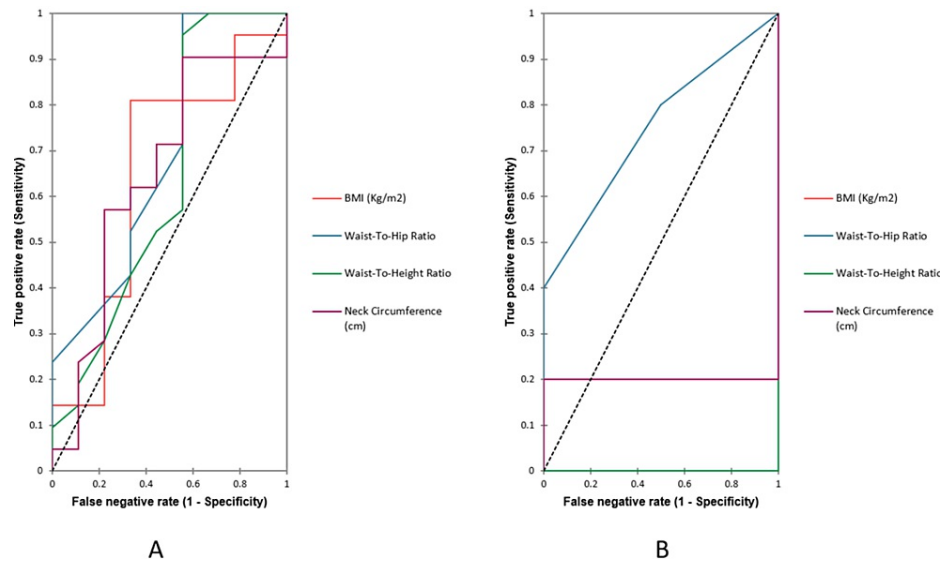 1
0.9
0.8
0.7
0.6
0.5
0.4
0.3
0.2
0.1
0
0 0.2 0.4 0.6 0.8 1
True positive rate (Sensitivity)
False negative rate (1 - Specificity)
BMI (Kg/m2)
Waist-To-Hip Ratio
Waist-To-Height Ratio
Neck Circumference
(cm)
A
1
0.9
0.8
0.7
0.6
0.5
0.4
0.3
0.2
0.1
0
0 0.2 0.4 0.6 0.8 1
True positive rate (Sensitivity)
False negative rate (1 - Specificity)
BMI (Kg/m2)
Waist-To-Hip Ratio
Waist-To-Height Ratio
Neck Circumference
(cm)
B